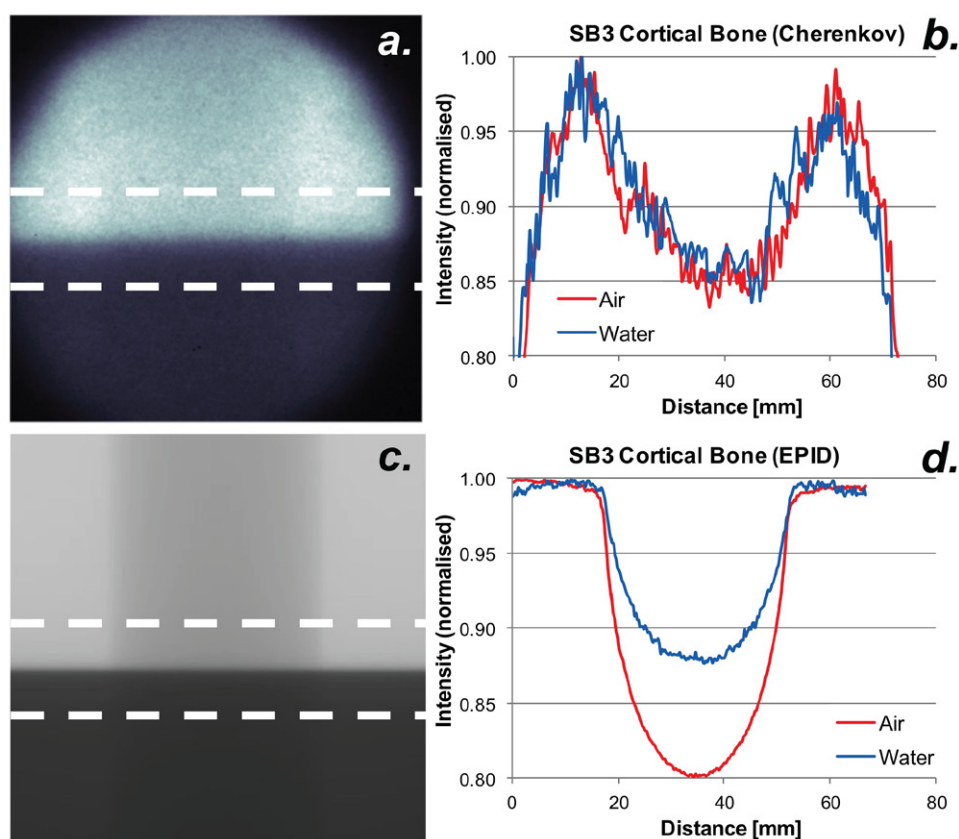 a.
SB3 Cortical Bone (Cherenkov)
b.
Intensity (normalised)
1.00
0.95
0.90
0.85
0.80
Air
Water
0
20
40
60
80
Distance [mm]
c.
SB3 Cortical Bone (EPID)
d.
Intensity (normalised)
1.00
0.95
0.90
0.85
0.80
Air
Water
0
20
40
60
80
Distance [mm]